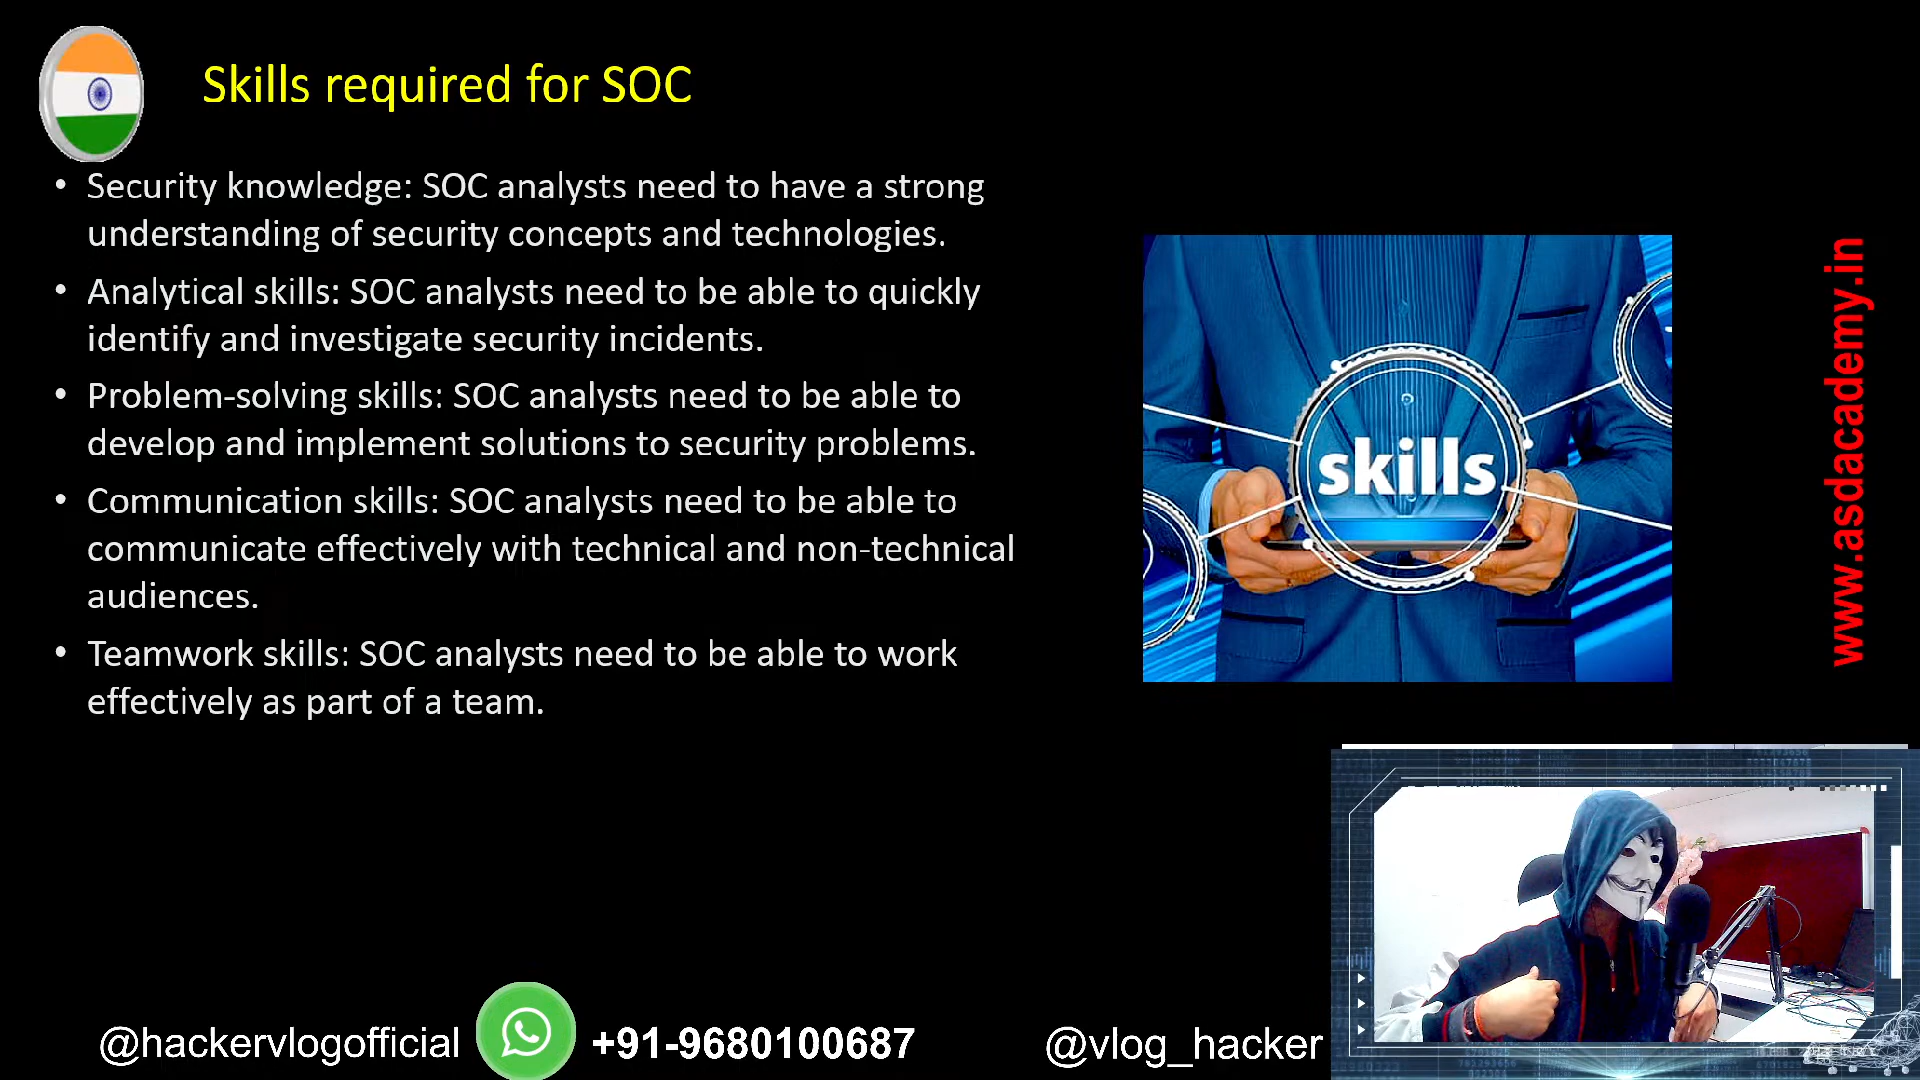 Skills required for SOC
• Security knowledge: SOC analysts need to have a strong
understanding of security concepts and technologies.
• Analytical skills: SOC analysts need to be able to quickly
identify and investigate security incidents.
• Problem-solving skills: SOC analysts need to be able to
develop and implement solutions to security problems.
• Communication skills: SOC analysts need to be able to
communicate effectively with technical and non-technical
audiences.
• Teamwork skills: SOC analysts need to be able to work
effectively as part of a team.
skills
www.asdacademy.in
@hackervlogofficial
+91-9680100687
@vlog_hacker